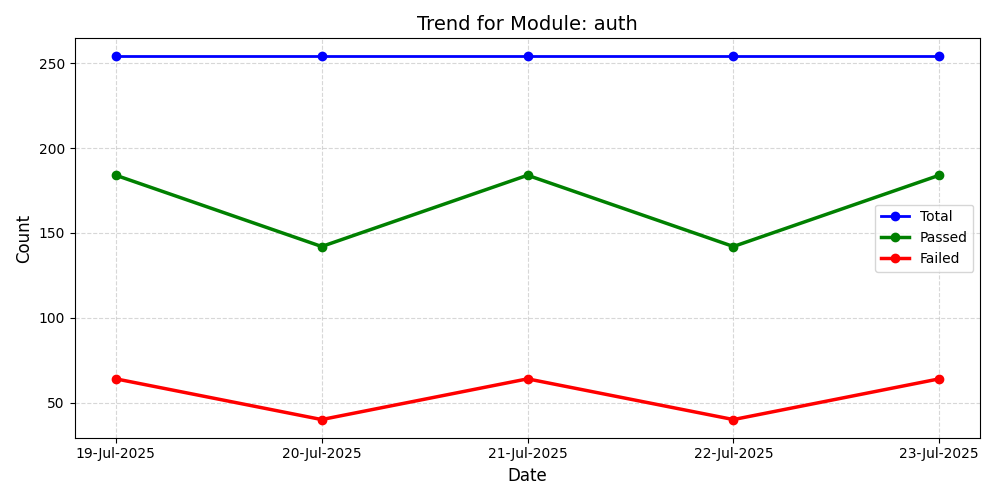 Trend for Module: auth
Count
250
200
150
100
50
Total
Passed
Failed
19-Jul-2025
20-Jul-2025
21-Jul-2025
22-Jul-2025
23-Jul-2025
Date